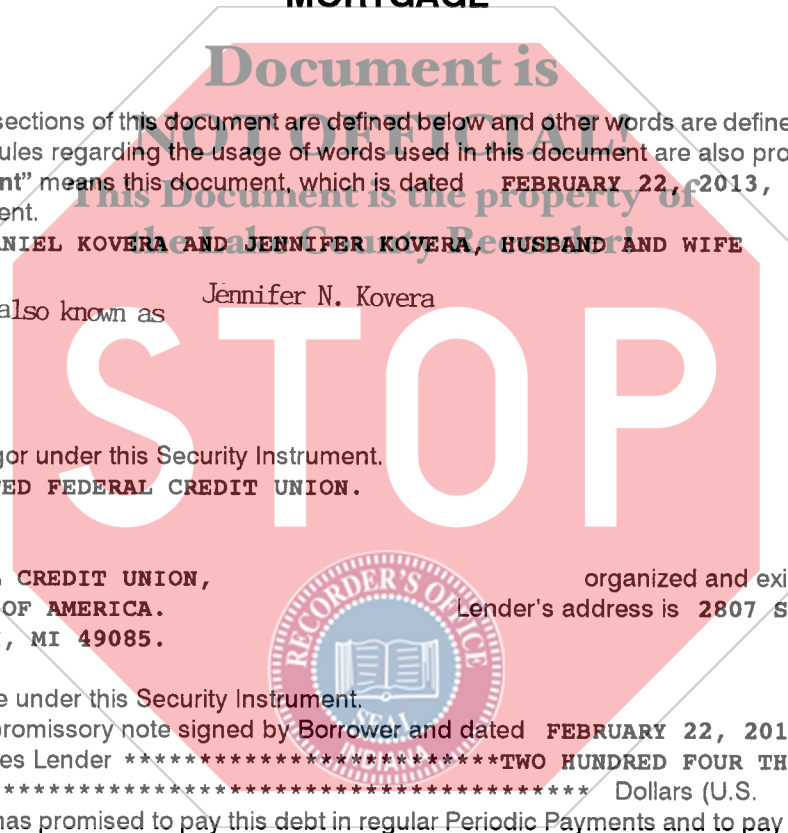 MORTGAGE
Document is
sections of this document are defined below and other words are define
NOT OFFICIAL!
ules regarding the usage of words used in this document are also pro
nt” means this document, which is dated FEBRUARY 22, 2013,
This Document is the property of
ent.
NIEL KOVERA AND JENNIFER KOVERA, HUSBAND AND WIFE
the Lake County Recorder!
also known as Jennifer N. Kovera
STOP
gor under this Security Instrument.
ED FEDERAL CREDIT UNION.
CREDIT UNION, organized and exi
OF AMERICA. Lender's address is 2807 S
, MI 49085.
RECORDER'S OFFICE
e under this Security Instrument.
promissory note signed by Borrower and dated FEBRUARY 22, 201
SEAL
es Lender *************************TWO HUNDRED FOUR TH
INDIANA
*************************************** Dollars (U.S.
has promised to pay this debt in regular Periodic Payments and to pay